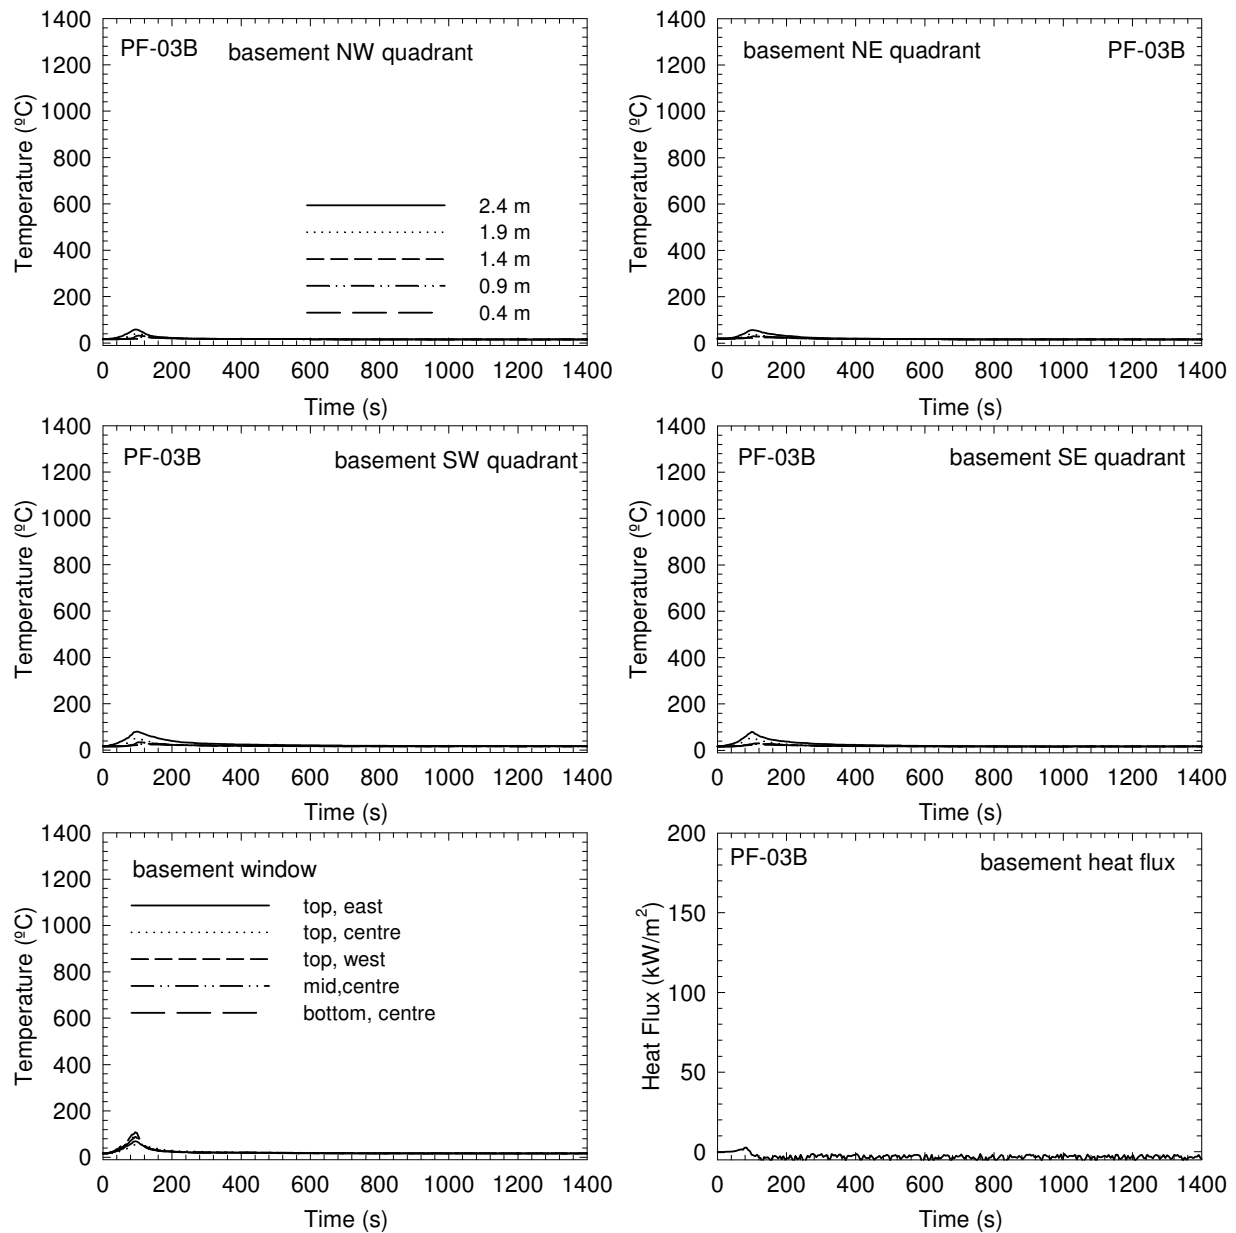 PF-03B
basement NW quadrant
Temperature (ºC)
1400
1200
1000
800
600
400
200
0
2.4 m
1.9 m
1.4 m
0.9 m
0.4 m
0 200 400 600 800 1000 1200 1400
Time (s)
basement NE quadrant
PF-03B
Temperature (ºC)
1400
1200
1000
800
600
400
200
0
0 200 400 600 800 1000 1200 1400
Time (s)
PF-03B
basement SW quadrant
Temperature (ºC)
1400
1200
1000
800
600
400
200
0
0 200 400 600 800 1000 1200 1400
Time (s)
PF-03B
basement SE quadrant
Temperature (ºC)
1400
1200
1000
800
600
400
200
0
0 200 400 600 800 1000 1200 1400
Time (s)
basement window
Temperature (ºC)
1400
1200
1000
800
600
400
200
0
top, east
top, centre
top, west
mid,centre
bottom, centre
0 200 400 600 800 1000 1200 1400
Time (s)
PF-03B
basement heat flux
Heat Flux (kW/m²)
200
150
100
50
0
0 200 400 600 800 1000 1200 1400
Time (s)